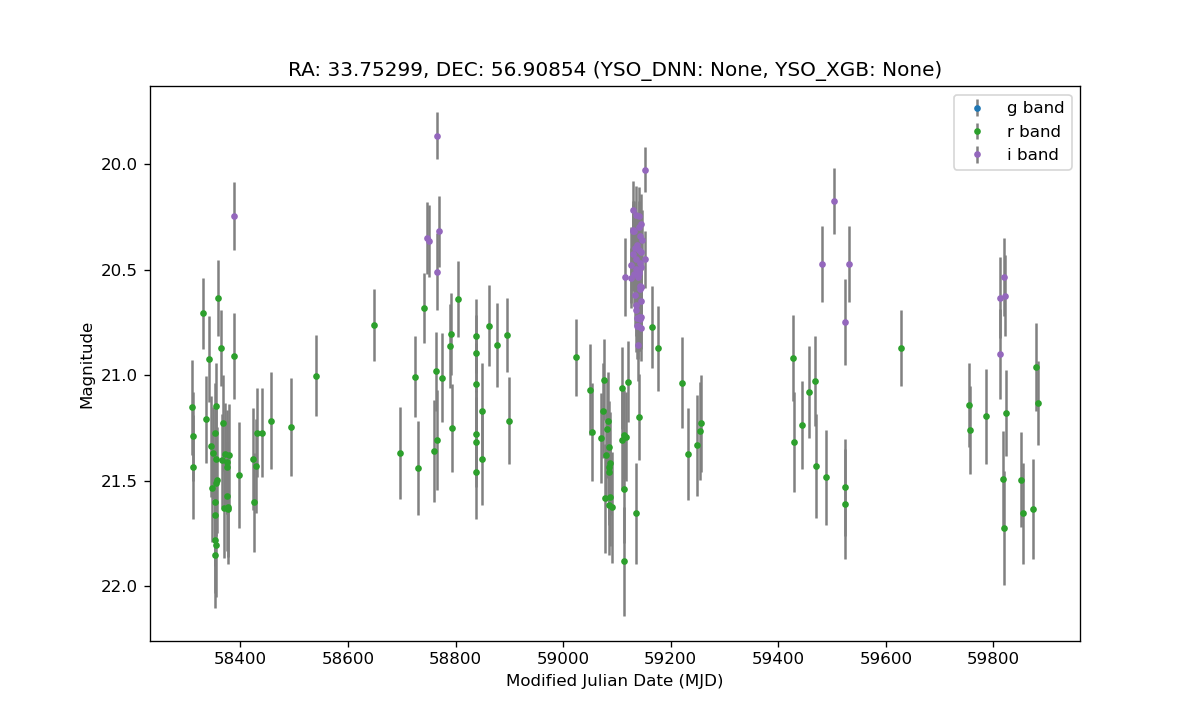 RA: 33.75299, DEC: 56.90854 (YSO_DNN: None, YSO_XGB: None)
g band
r band
i band
20.0
20.5
21.0
21.5
22.0
Magnitude
58400 58600 58800 59000 59200 59400 59600 59800
Modified Julian Date (MJD)